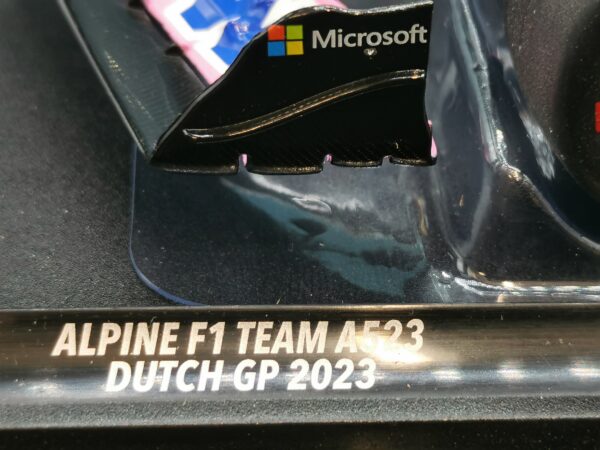 Microsoft
ALPINE F1 TEAM A523
DUTCH GP 2023